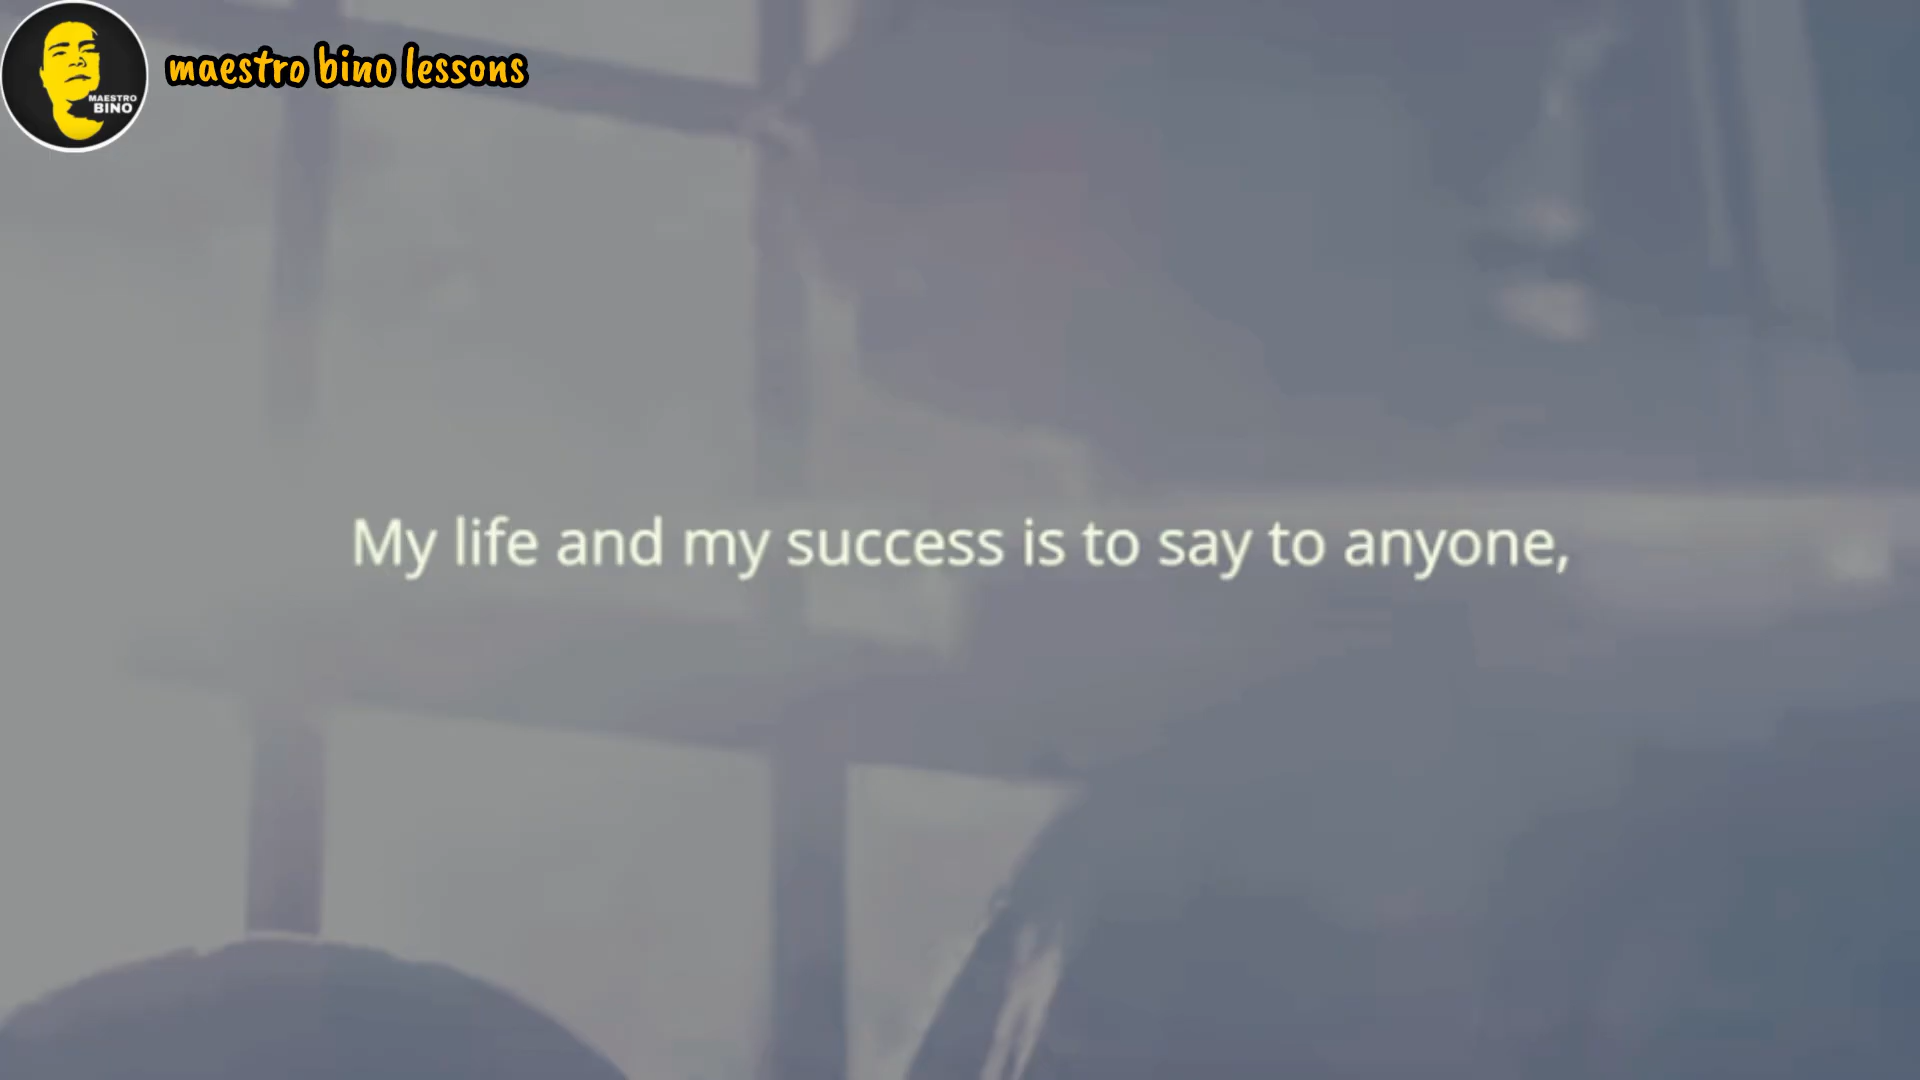 MAESTRO
BINO
maestro bino lessons
My life and my success is to say to anyone,